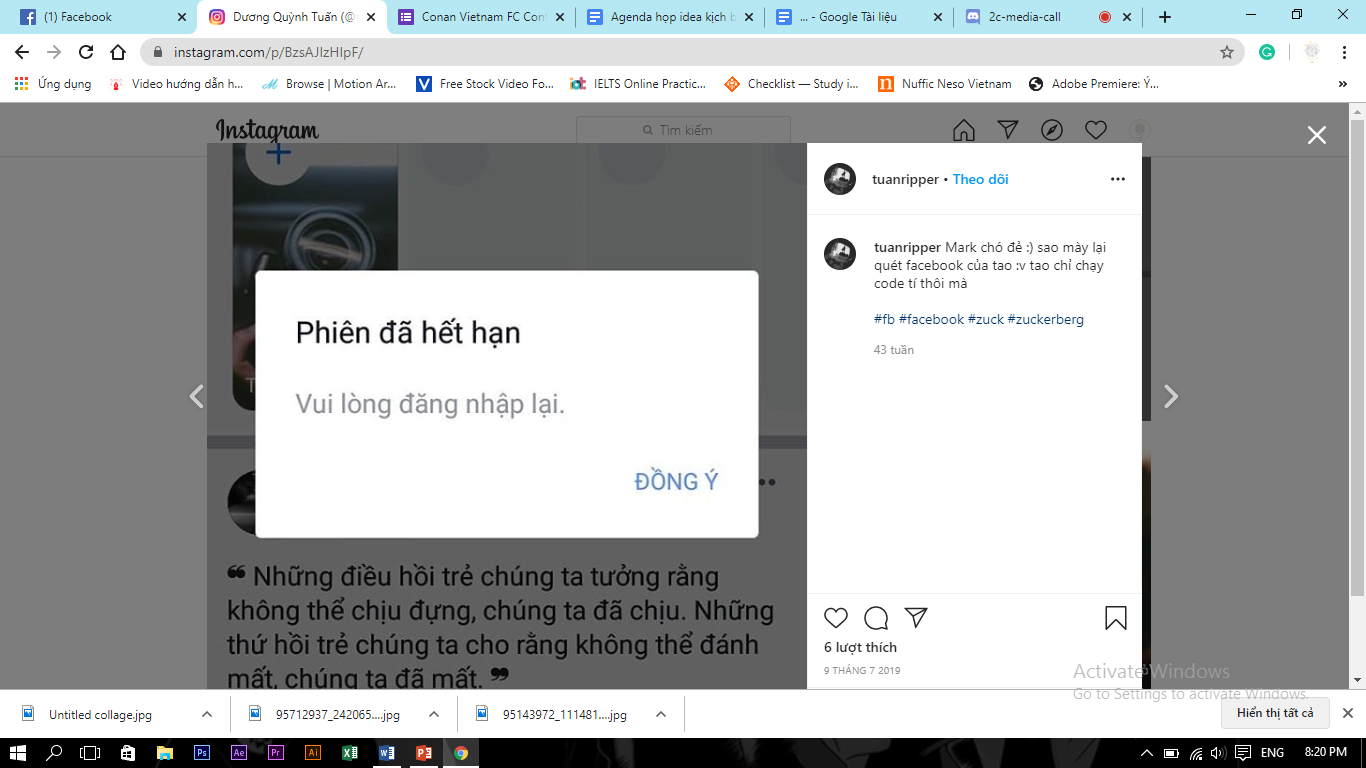 (1) Facebook
Dương Quỳnh Tuấn (@
Conan Vietnam FC Con
Agenda họp idea kịch b
... - Google Tài liệu
2c-media-call
instagram.com/p/BzsAJlzHlpF/
Ứng dụng
Video hướng dẫn h...
Browse | Motion Ar...
Free Stock Video Fo...
IELTS Online Practic...
Checklist — Study i...
Nuffic Neso Vietnam
Adobe Premiere: Ý...
Instagram
Tìm kiếm
Phiên đã hết hạn
Vui lòng đăng nhập lại.
ĐỒNG Ý
❝ Những điều hồi trẻ chúng ta tưởng rằng
không thể chịu đựng, chúng ta đã chịu. Những
thứ hồi trẻ chúng ta cho rằng không thể đánh
mất, chúng ta đã mất. ❞
tuanripper • Theo dõi
tuanripper Mark chó đẻ :) sao mày lại
quét facebook của tao :v tao chỉ chạy
code tí thôi mà
#fb #facebook #zuck #zuckerberg
43 tuần
6 lượt thích
9 THÁNG 7 2019
Activate Windows
Go to Settings to activate Windows.
Untitled collage.jpg
95712937_242065....jpg
95143972_111481....jpg
Hiển thị tất cả
Ps
Ae
Pr
Ai
ENG
8:20 PM